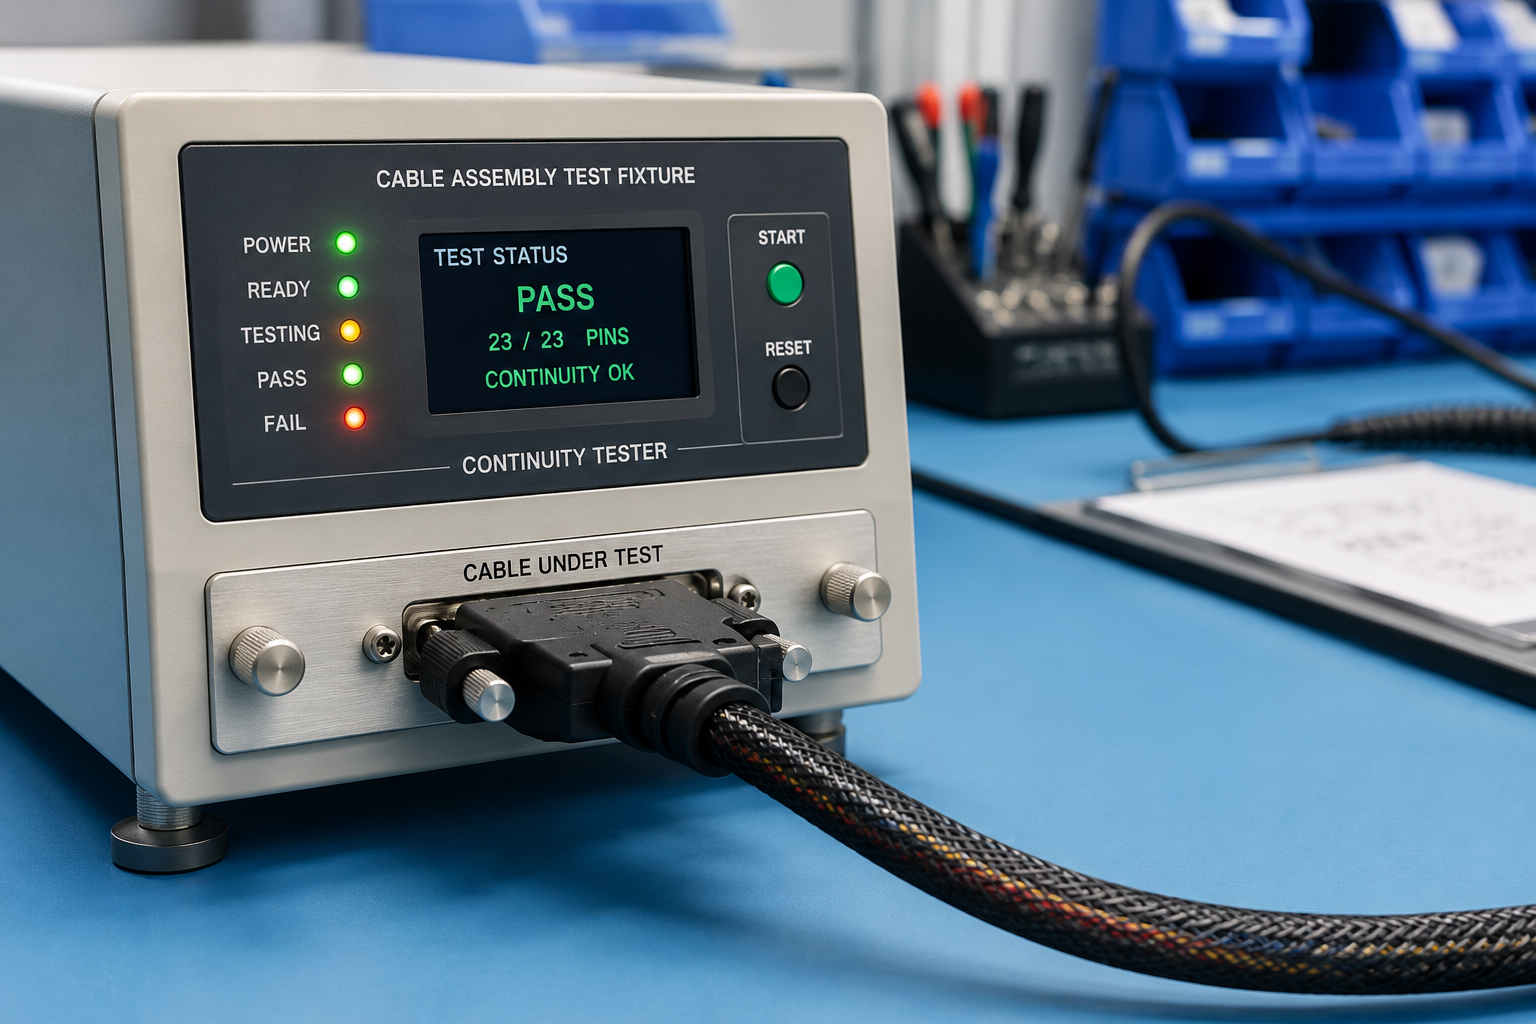 CABLE ASSEMBLY TEST FIXTURE
POWER
READY
TESTING
PASS
FAIL
TEST STATUS
PASS
23 / 23 PINS
CONTINUITY OK
START
RESET
CONTINUITY TESTER
CABLE UNDER TEST